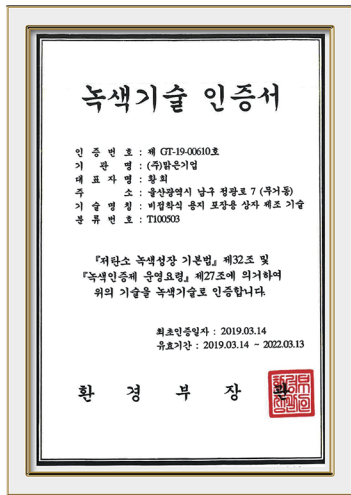 녹색기술 인증서
인 증 번 호 : 제 GT-19-00610호
기 관 명 : (주)맑은기업
대 표 자 명 : 황희
주 소 : 울산광역시 남구 정광로 7 (무거동)
기 술 명 칭 : 비접착식 용지 포장용 상자 제조 기술
분 류 번 호 : T100503
『저탄소 녹색성장 기본법』 제32조 및
『녹색인증제 운영요령』 제27조에 의거하여
위의 기술을 녹색기술로 인증합니다.
최초인증일자 : 2019.03.14
유효기간 : 2019.03.14 ~ 2022.03.13
환 경 부 장 관